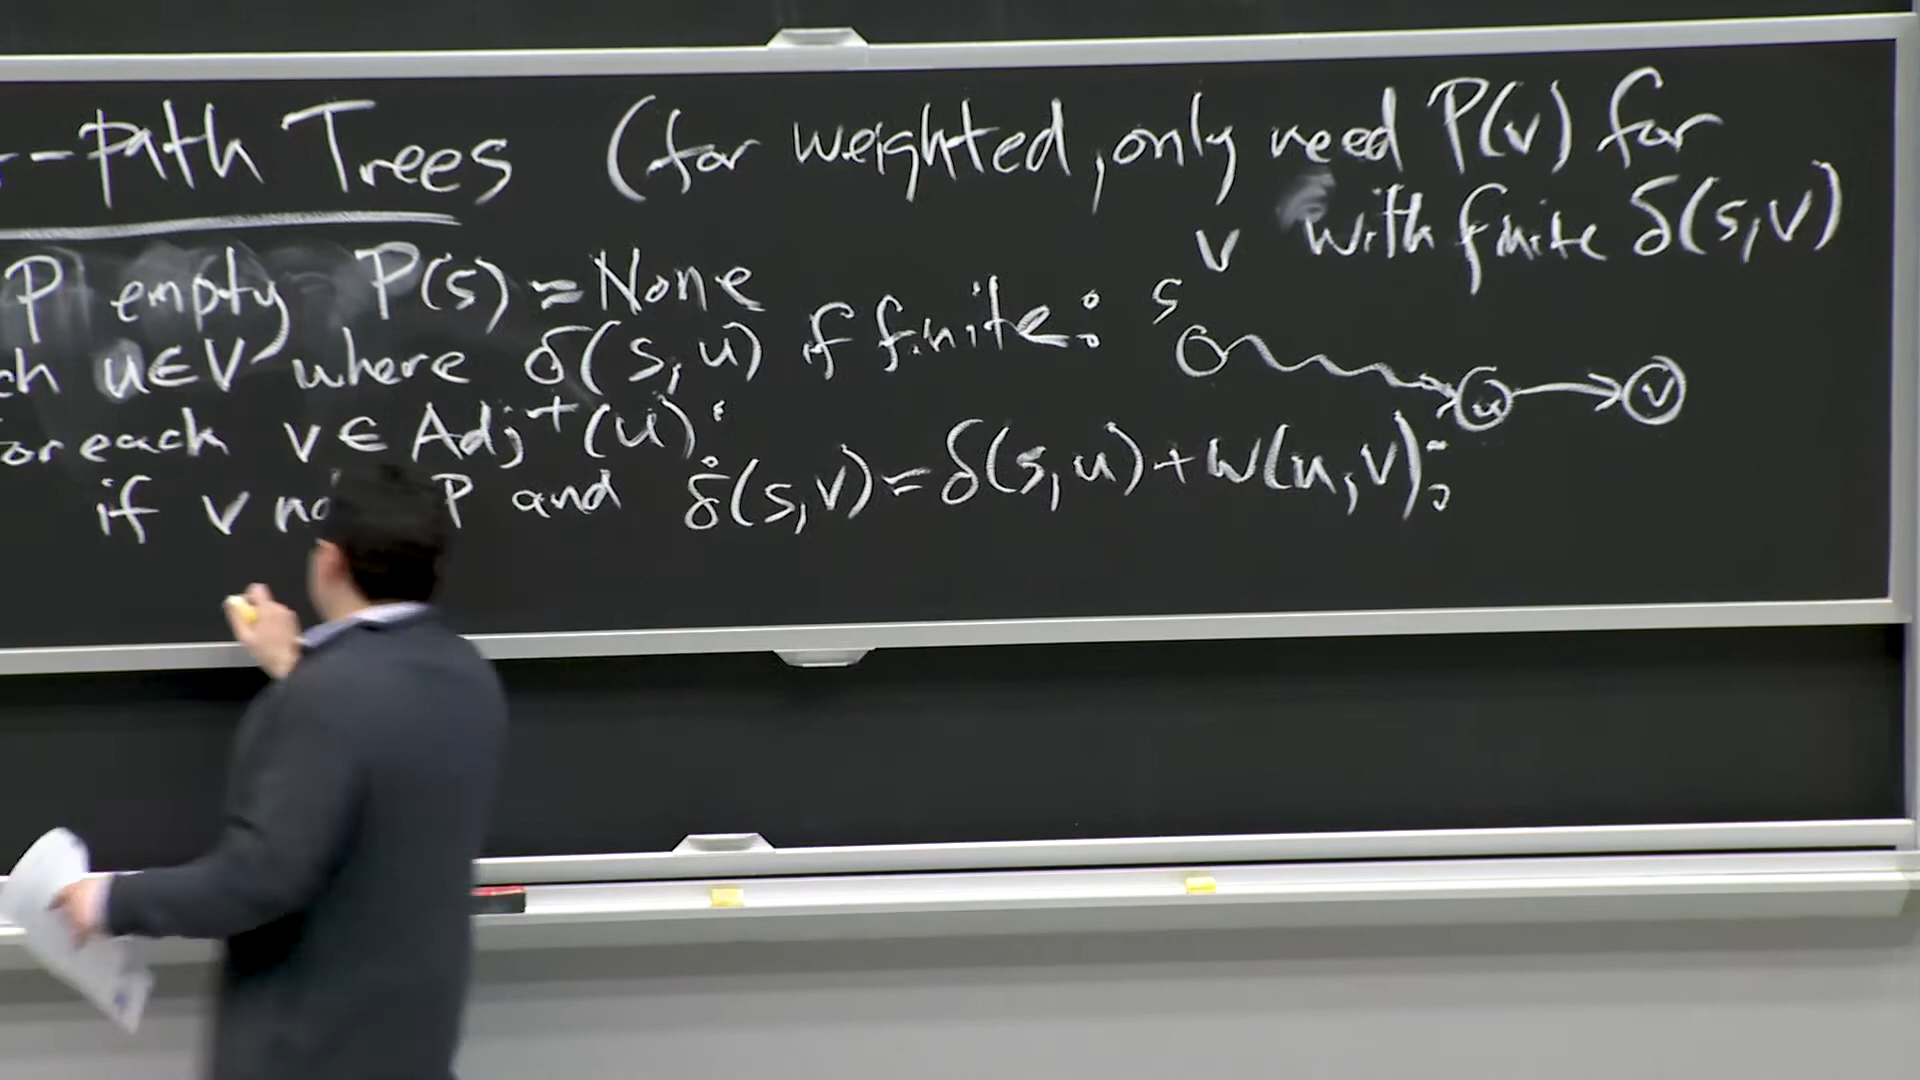 -path Trees (for weighted, only need P(v) for
v with finite δ(s,v)
P empty P(s) = None
ch u∈V where δ(s,u) if finite:
for each v ∈ Adj⁺(u):
if v P and δ(s,v) = δ(s,u) + w(u,v):
s
u
v